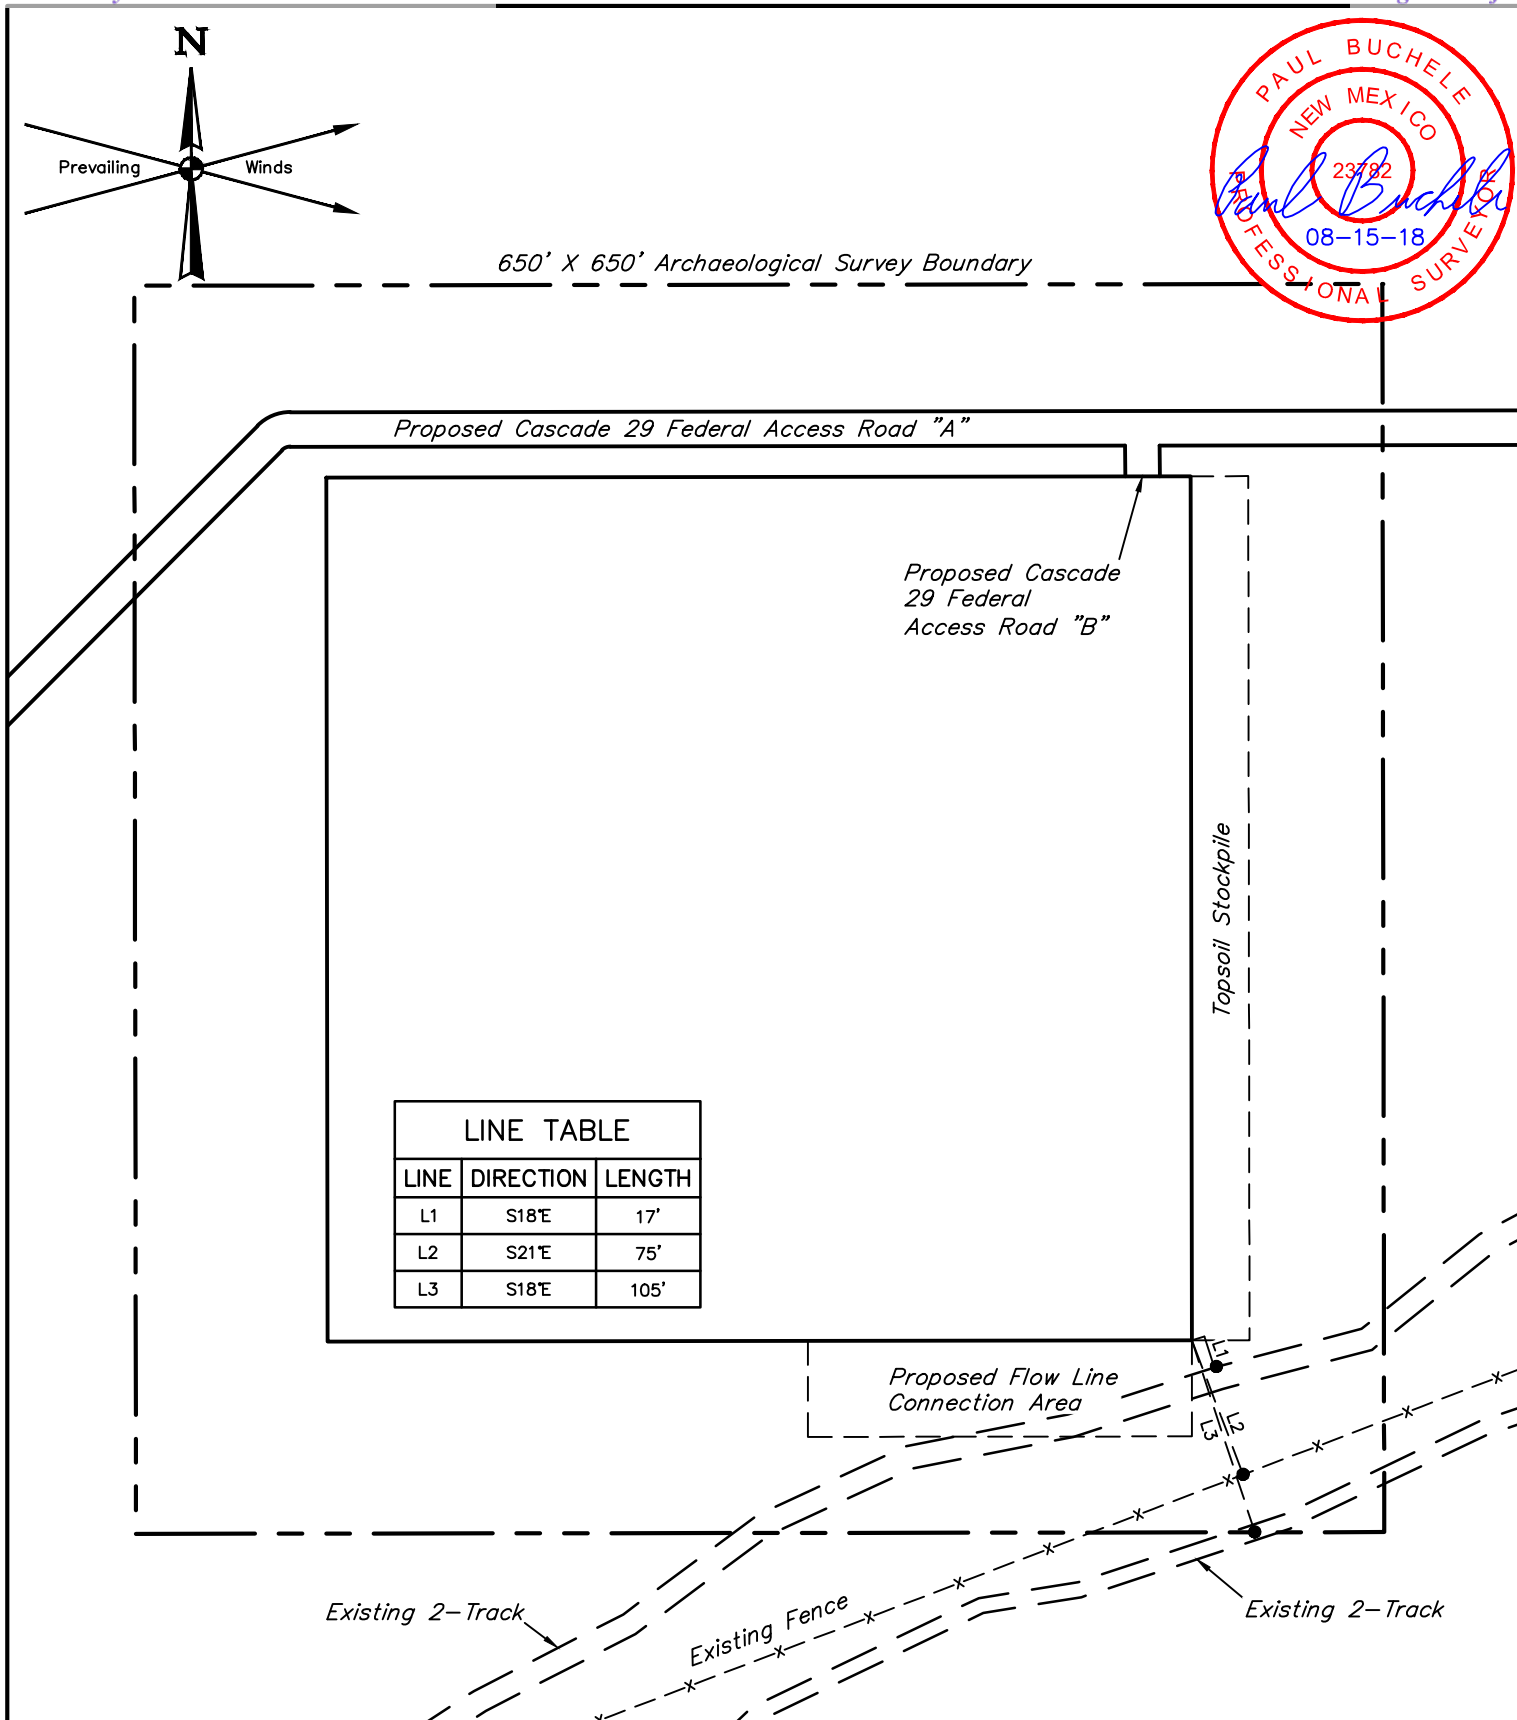 N
Prevailing Winds
PAUL BUCHELE
NEW MEXICO
23782
PROFESSIONAL SURVEYOR
Paul Buchele
08-15-18
650' X 650' Archaeological Survey Boundary
Proposed Cascade 29 Federal Access Road "A"
Proposed Cascade
29 Federal
Access Road "B"
Topsoil Stockpile
LINE TABLE
LINE DIRECTION LENGTH
L1 S18°E 17'
L2 S21°E 75'
L3 S18°E 105'
L1
Proposed Flow Line
Connection Area
L2
L3
Existing 2-Track
Existing Fence
Existing 2-Track